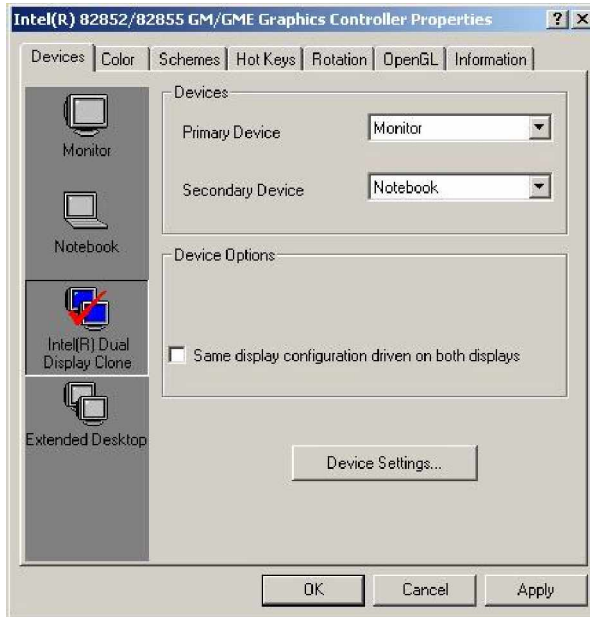 Intel(R) 82852/82855 GM/GME Graphics Controller Properties
Devices Color Schemes Hot Keys Rotation OpenGL Information
Monitor
Notebook
Intel(R) Dual
Display Clone
Extended Desktop
Devices
Primary Device Monitor
Secondary Device Notebook
Device Options
Same display configuration driven on both displays
Device Settings...
OK Cancel Apply